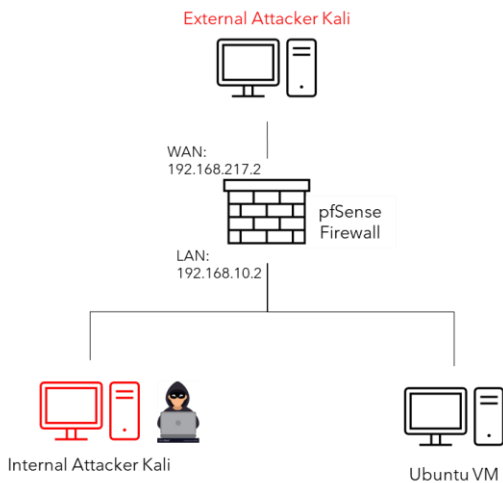 External Attacker Kali
WAN:
192.168.217.2
pfSense
Firewall
LAN:
192.168.10.2
Internal Attacker Kali
Ubuntu VM